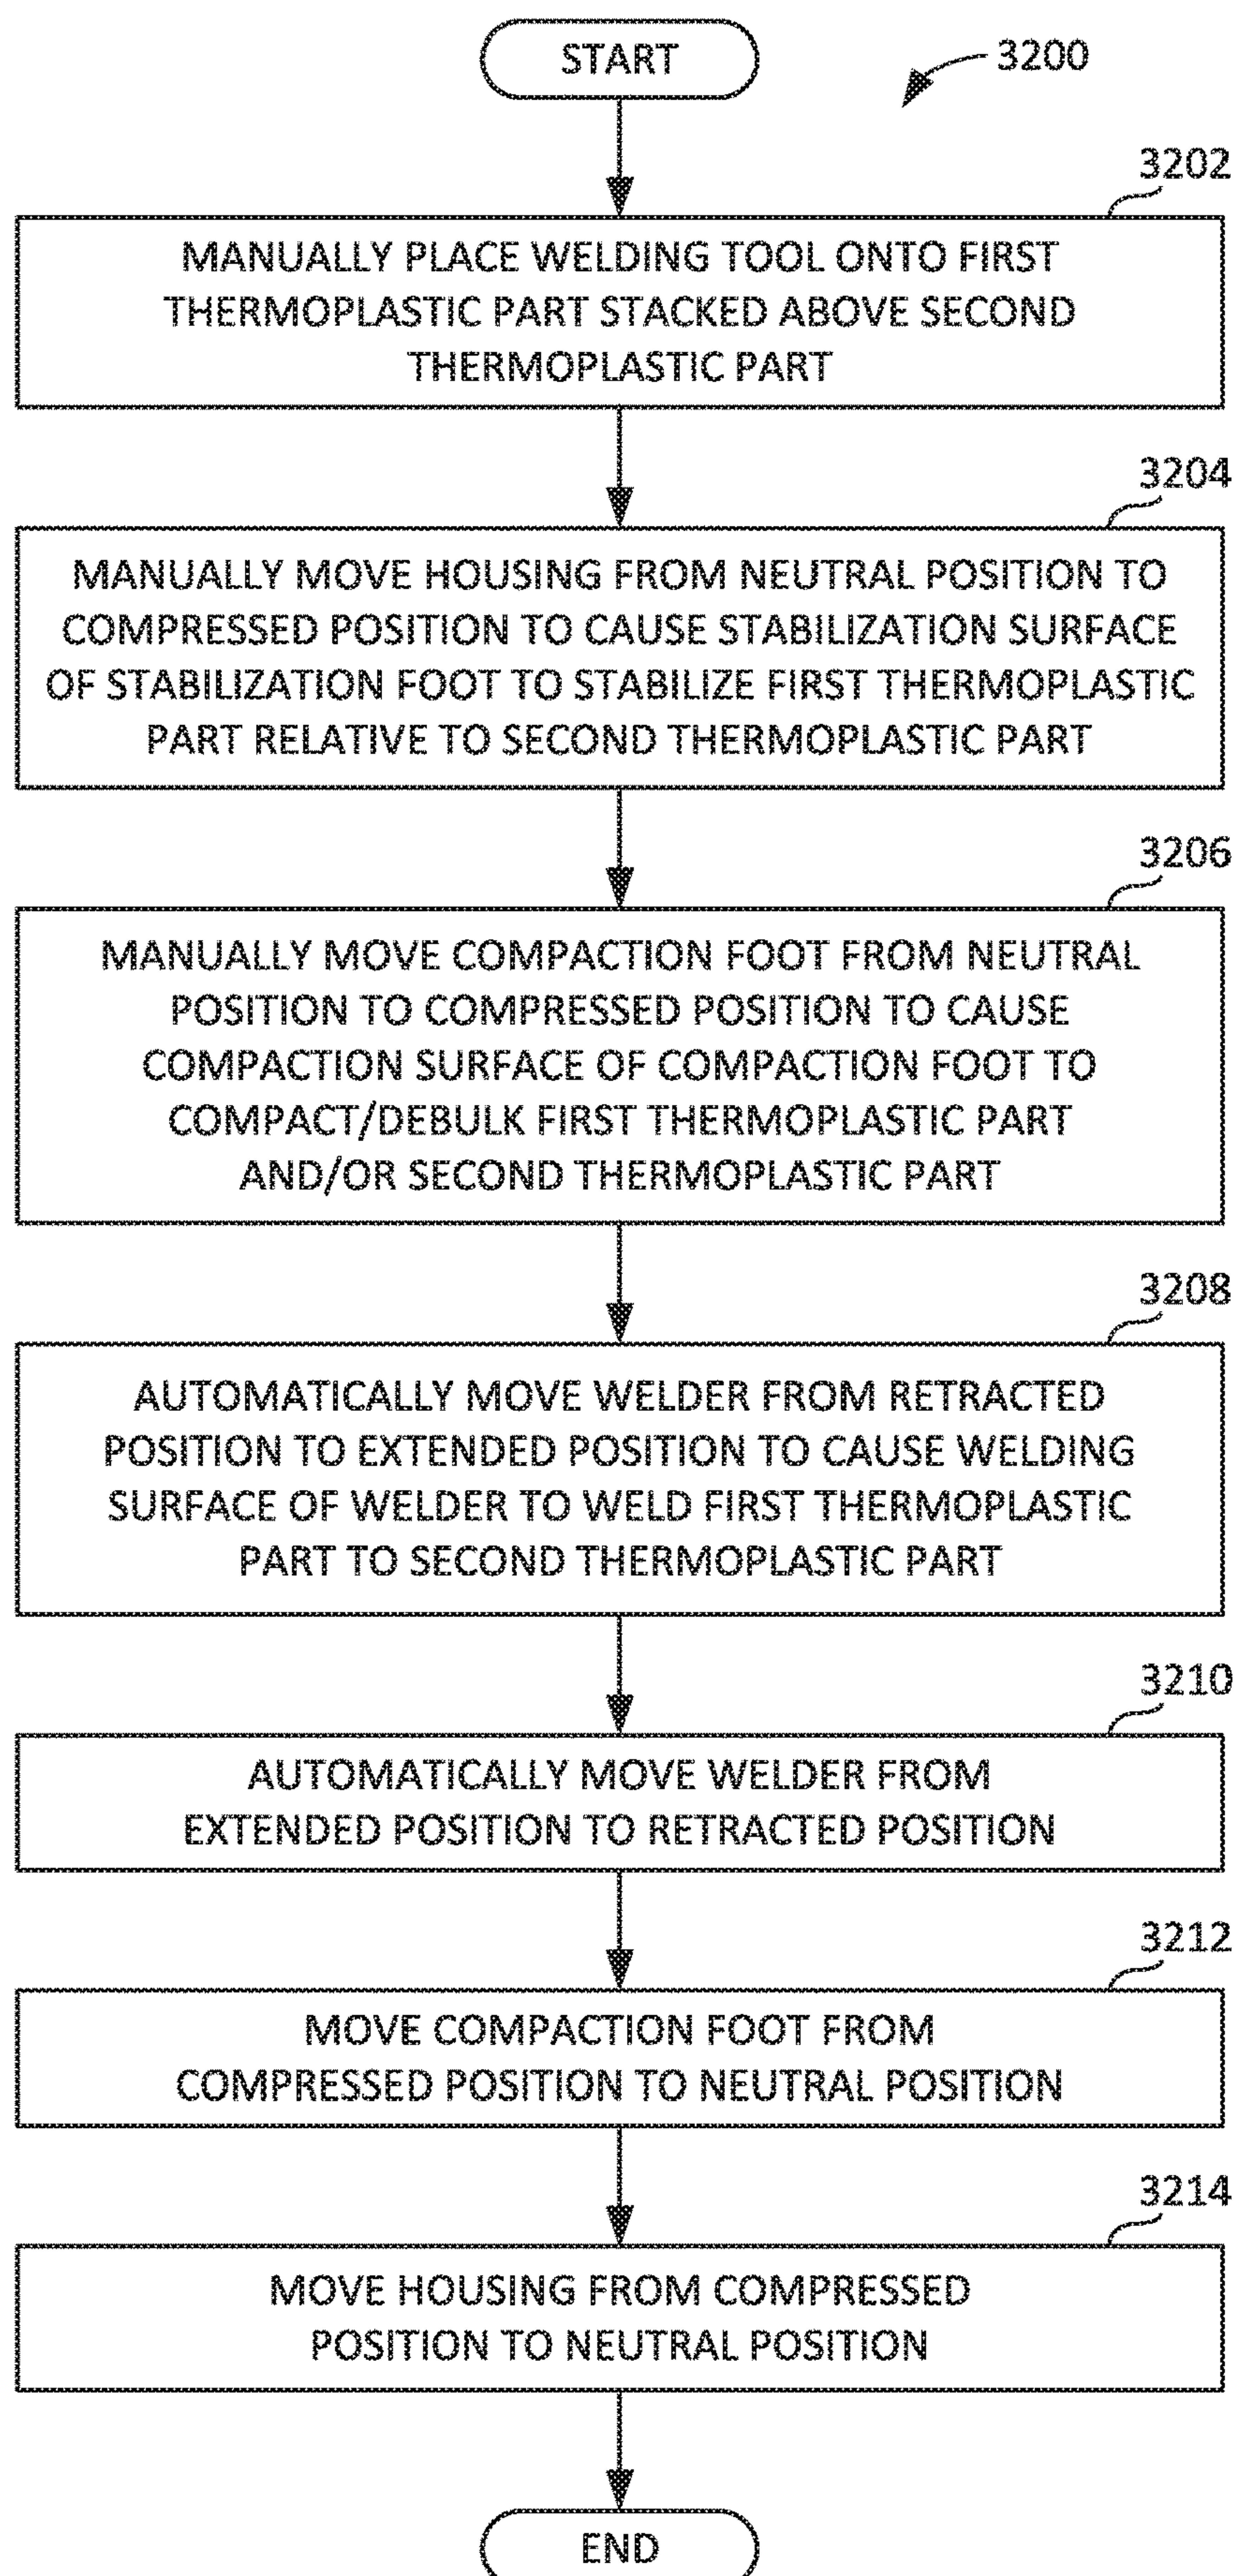 START
3200
3202
MANUALLY PLACE WELDING TOOL ONTO FIRST
THERMOPLASTIC PART STACKED ABOVE SECOND
THERMOPLASTIC PART
3204
MANUALLY MOVE HOUSING FROM NEUTRAL POSITION TO
COMPRESSED POSITION TO CAUSE STABILIZATION SURFACE
OF STABILIZATION FOOT TO STABILIZE FIRST THERMOPLASTIC
PART RELATIVE TO SECOND THERMOPLASTIC PART
3206
MANUALLY MOVE COMPACTION FOOT FROM NEUTRAL
POSITION TO COMPRESSED POSITION TO CAUSE
COMPACTION SURFACE OF COMPACTION FOOT TO
COMPACT/DEBULK FIRST THERMOPLASTIC PART
AND/OR SECOND THERMOPLASTIC PART
3208
AUTOMATICALLY MOVE WELDER FROM RETRACTED
POSITION TO EXTENDED POSITION TO CAUSE WELDING
SURFACE OF WELDER TO WELD FIRST THERMOPLASTIC
PART TO SECOND THERMOPLASTIC PART
3210
AUTOMATICALLY MOVE WELDER FROM
EXTENDED POSITION TO RETRACTED POSITION
3212
MOVE COMPACTION FOOT FROM
COMPRESSED POSITION TO NEUTRAL POSITION
3214
MOVE HOUSING FROM COMPRESSED
POSITION TO NEUTRAL POSITION
END